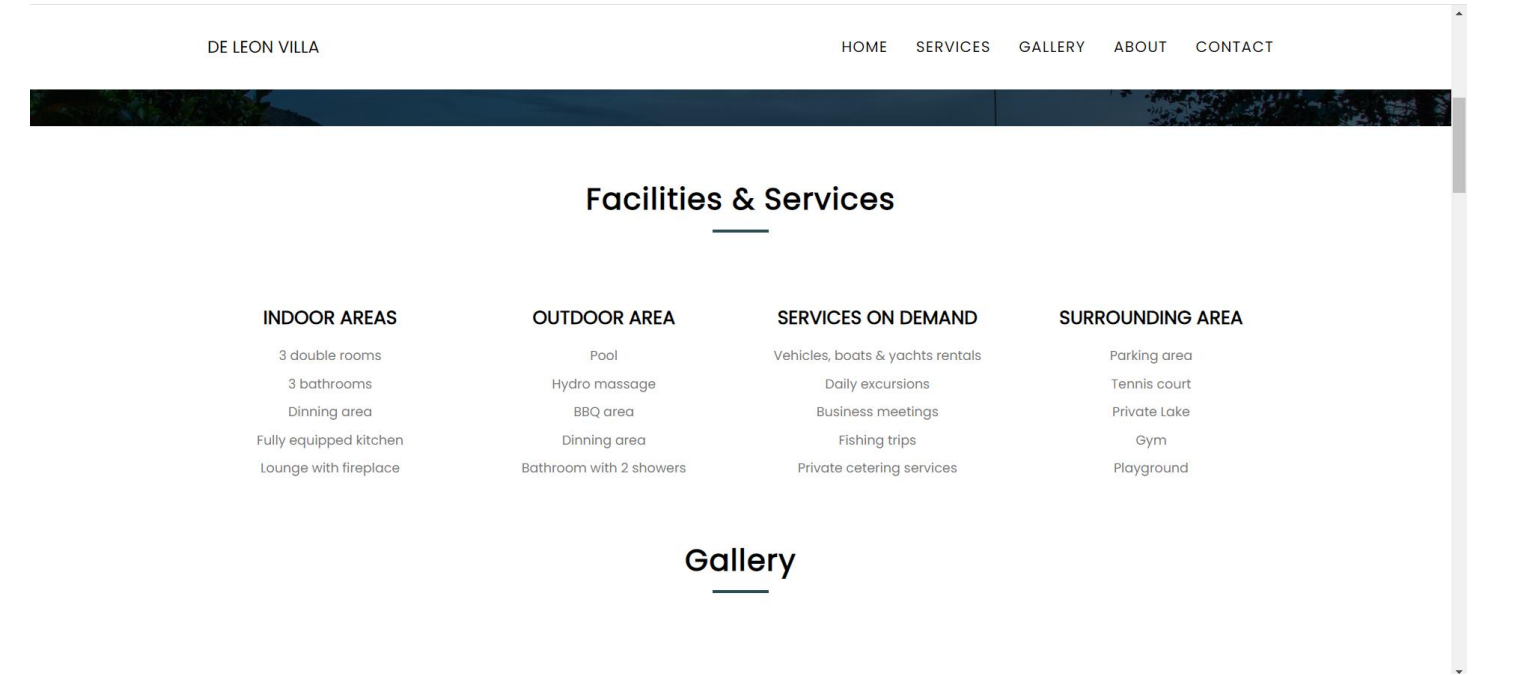 DE LEON VILLA
HOME SERVICES GALLERY ABOUT CONTACT
Facilities & Services
INDOOR AREAS
3 double rooms
3 bathrooms
Dinning area
Fully equipped kitchen
Lounge with fireplace
OUTDOOR AREA
Pool
Hydro massage
BBQ area
Dinning area
Bathroom with 2 showers
SERVICES ON DEMAND
Vehicles, boats & yachts rentals
Daily excursions
Business meetings
Fishing trips
Private cetering services
SURROUNDING AREA
Parking area
Tennis court
Private Lake
Gym
Playground
Gallery